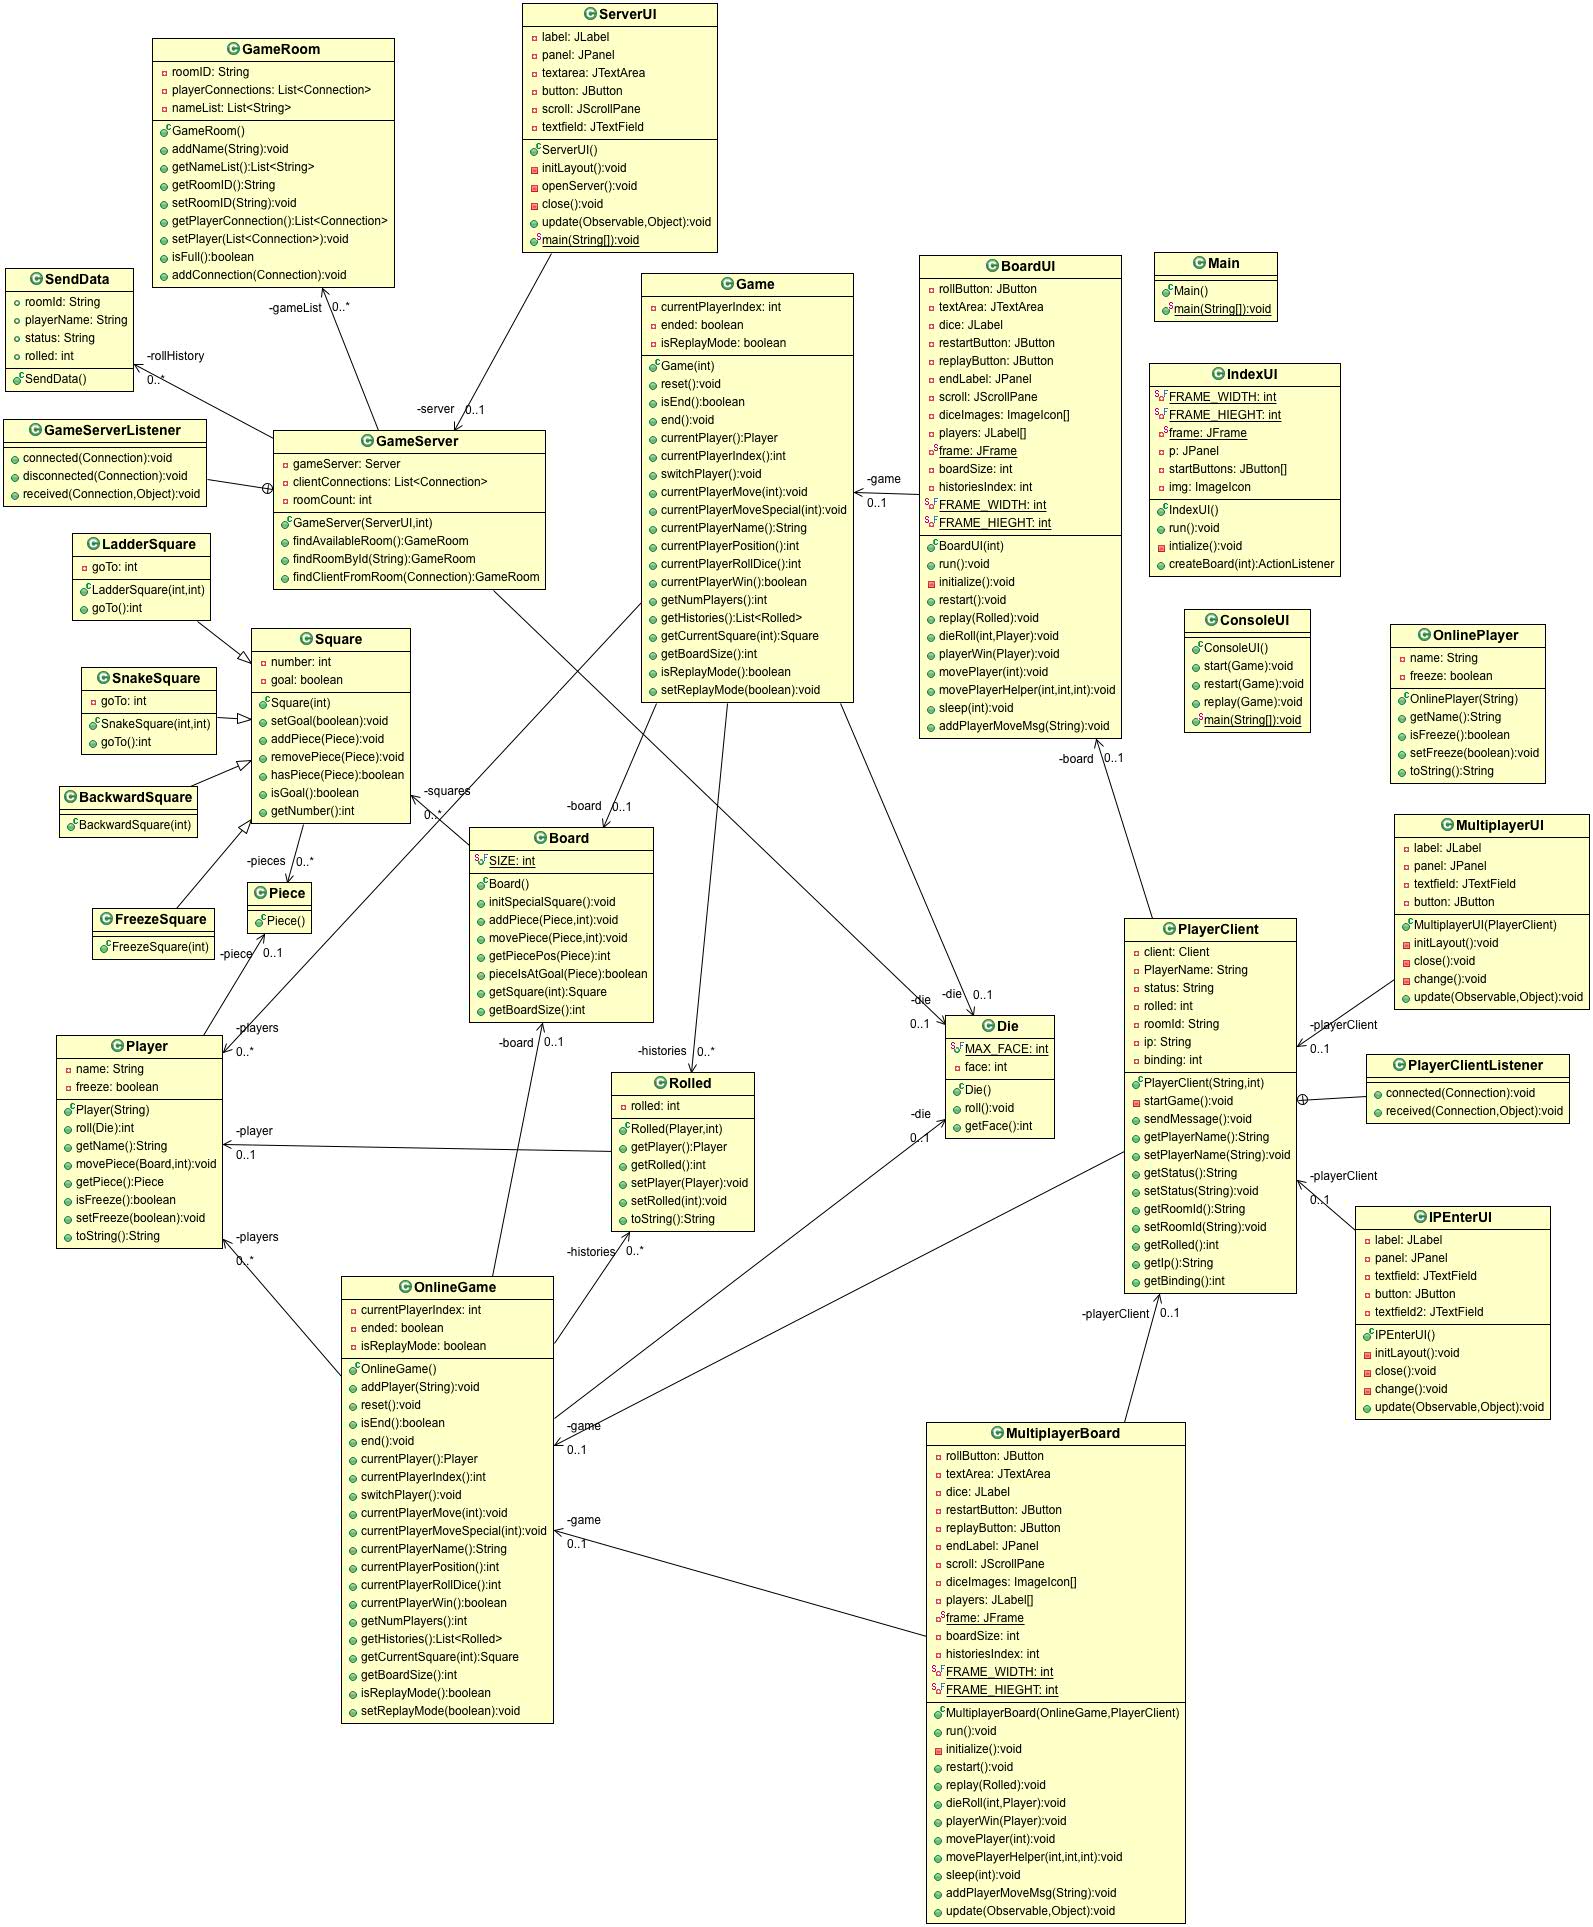 ServerUI
label: JLabel
panel: JPanel
textarea: JTextArea
button: JButton
scroll: JScrollPane
textfield: JTextField
ServerUI()
initLayout():void
openServer():void
close():void
update(Observable,Object):void
main(String[]):void
GameRoom
roomID: String
playerConnections: List<Connection>
nameList: List<String>
GameRoom()
addName(String):void
getNameList():List<String>
getRoomID():String
setRoomID(String):void
getPlayerConnection():List<Connection>
setPlayer(List<Connection>):void
isFull():boolean
addConnection(Connection):void
SendData
roomId: String
playerName: String
status: String
rolled: int
SendData()
-gameList
0..*
-rollHistory
0..*
-server
0..1
GameServerListener
connected(Connection):void
disconnected(Connection):void
received(Connection,Object):void
GameServer
gameServer: Server
clientConnections: List<Connection>
roomCount: int
GameServer(ServerUI,int)
findAvailableRoom():GameRoom
findRoomById(String):GameRoom
findClientFromRoom(Connection):GameRoom
Game
currentPlayerIndex: int
ended: boolean
isReplayMode: boolean
Game(int)
reset():void
isEnd():boolean
end():void
currentPlayer():Player
currentPlayerIndex():int
switchPlayer():void
currentPlayerMove(int):void
currentPlayerMoveSpecial(int):void
currentPlayerName():String
currentPlayerPosition():int
currentPlayerRollDice():int
currentPlayerWin():boolean
getNumPlayers():int
getHistories():List<Rolled>
getCurrentSquare(int):Square
getBoardSize():int
isReplayMode():boolean
setReplayMode(boolean):void
-game
0..1
BoardUI
rollButton: JButton
textArea: JTextArea
dice: JLabel
restartButton: JButton
replayButton: JButton
endLabel: JPanel
scroll: JScrollPane
diceImages: ImageIcon[]
players: JLabel[]
frame: JFrame
boardSize: int
historiesIndex: int
FRAME_WIDTH: int
FRAME_HIEGHT: int
BoardUI(int)
run():void
initialize():void
restart():void
replay(Rolled):void
dieRoll(int,Player):void
playerWin(Player):void
movePlayer(int):void
movePlayerHelper(int,int,int):void
sleep(int):void
addPlayerMoveMsg(String):void
-board
0..1
Main
Main()
main(String[]):void
IndexUI
FRAME_WIDTH: int
FRAME_HIEGHT: int
frame: JFrame
p: JPanel
startButtons: JButton[]
img: ImageIcon
IndexUI()
run():void
intialize():void
createBoard(int):ActionListener
ConsoleUI
ConsoleUI()
start(Game):void
restart(Game):void
replay(Game):void
main(String[]):void
OnlinePlayer
name: String
freeze: boolean
OnlinePlayer(String)
getName():String
isFreeze():boolean
setFreeze(boolean):void
toString():String
LadderSquare
goTo: int
LadderSquare(int,int)
goTo():int
SnakeSquare
goTo: int
SnakeSquare(int,int)
goTo():int
BackwardSquare
BackwardSquare(int)
FreezeSquare
FreezeSquare(int)
Square
number: int
goal: boolean
Square(int)
setGoal(boolean):void
addPiece(Piece):void
removePiece(Piece):void
hasPiece(Piece):boolean
isGoal():boolean
getNumber():int
-squares
0..*
-pieces
0..*
Piece
Piece()
-piece
0..1
-board
0..1
Board
SIZE: int
Board()
initSpecialSquare():void
addPiece(Piece,int):void
movePiece(Piece,int):void
getPiecePos(Piece):int
pieceIsAtGoal(Piece):boolean
getSquare(int):Square
getBoardSize():int
-board
0..1
Player
name: String
freeze: boolean
Player(String)
roll(Die):int
getName():String
movePiece(Board,int):void
getPiece():Piece
isFreeze():boolean
setFreeze(boolean):void
toString():String
-players
0..*
-player
0..1
-players
0..*
-histories
0..*
Rolled
rolled: int
Rolled(Player,int)
getPlayer():Player
getRolled():int
setPlayer(Player):void
setRolled(int):void
toString():String
-histories
0..*
-die
0..1
-die
0..1
Die
MAX_FACE: int
face: int
Die()
roll():void
getFace():int
-die
0..1
PlayerClient
client: Client
PlayerName: String
status: String
rolled: int
roomId: String
ip: String
binding: int
PlayerClient(String,int)
startGame():void
sendMessage():void
getPlayerName():String
setPlayerName(String):void
getStatus():String
setStatus(String):void
getRoomId():String
setRoomId(String):void
getRolled():int
getIp():String
getBinding():int
MultiplayerUI
label: JLabel
panel: JPanel
textfield: JTextField
button: JButton
MultiplayerUI(PlayerClient)
initLayout():void
close():void
change():void
update(Observable,Object):void
-playerClient
0..1
PlayerClientListener
connected(Connection):void
received(Connection,Object):void
-playerClient
0..1
IPEnterUI
label: JLabel
panel: JPanel
textfield: JTextField
button: JButton
textfield2: JTextField
IPEnterUI()
initLayout():void
close():void
change():void
update(Observable,Object):void
-playerClient
0..1
OnlineGame
currentPlayerIndex: int
ended: boolean
isReplayMode: boolean
OnlineGame()
addPlayer(String):void
reset():void
isEnd():boolean
end():void
currentPlayer():Player
currentPlayerIndex():int
switchPlayer():void
currentPlayerMove(int):void
currentPlayerMoveSpecial(int):void
currentPlayerName():String
currentPlayerPosition():int
currentPlayerRollDice():int
currentPlayerWin():boolean
getNumPlayers():int
getHistories():List<Rolled>
getCurrentSquare(int):Square
getBoardSize():int
isReplayMode():boolean
setReplayMode(boolean):void
-game
0..1
-game
0..1
MultiplayerBoard
rollButton: JButton
textArea: JTextArea
dice: JLabel
restartButton: JButton
replayButton: JButton
endLabel: JPanel
scroll: JScrollPane
diceImages: ImageIcon[]
players: JLabel[]
frame: JFrame
boardSize: int
historiesIndex: int
FRAME_WIDTH: int
FRAME_HIEGHT: int
MultiplayerBoard(OnlineGame,PlayerClient)
run():void
initialize():void
restart():void
replay(Rolled):void
dieRoll(int,Player):void
playerWin(Player):void
movePlayer(int):void
movePlayerHelper(int,int,int):void
sleep(int):void
addPlayerMoveMsg(String):void
update(Observable,Object):void